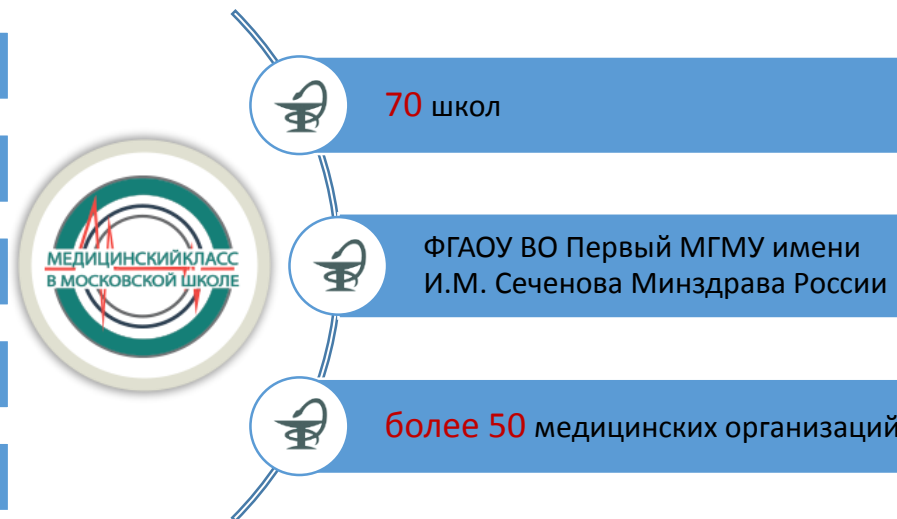 МЕДИЦИНСКИЙКЛАСС
В МОСКОВСКОЙ ШКОЛЕ
70 школ
ФГАОУ ВО Первый МГМУ имени
И.М. Сеченова Минздрава России
более 50 медицинских организаций